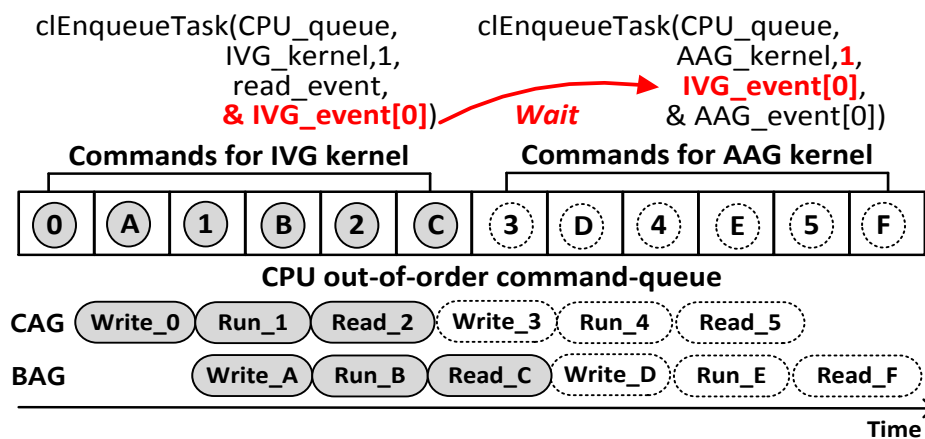 clEnqueueTask(CPU_queue,
IVG_kernel,1,
read_event,
& IVG_event[0])
Wait
clEnqueueTask(CPU_queue,
AAG_kernel,1,
IVG_event[0],
& AAG_event[0])
Commands for IVG kernel
Commands for AAG kernel
0 A 1 B 2 C 3 D 4 E 5 F
CPU out-of-order command-queue
CAG Write_0 Run_1 Read_2 Write_3 Run_4 Read_5
BAG Write_A Run_B Read_C Write_D Run_E Read_F
Time